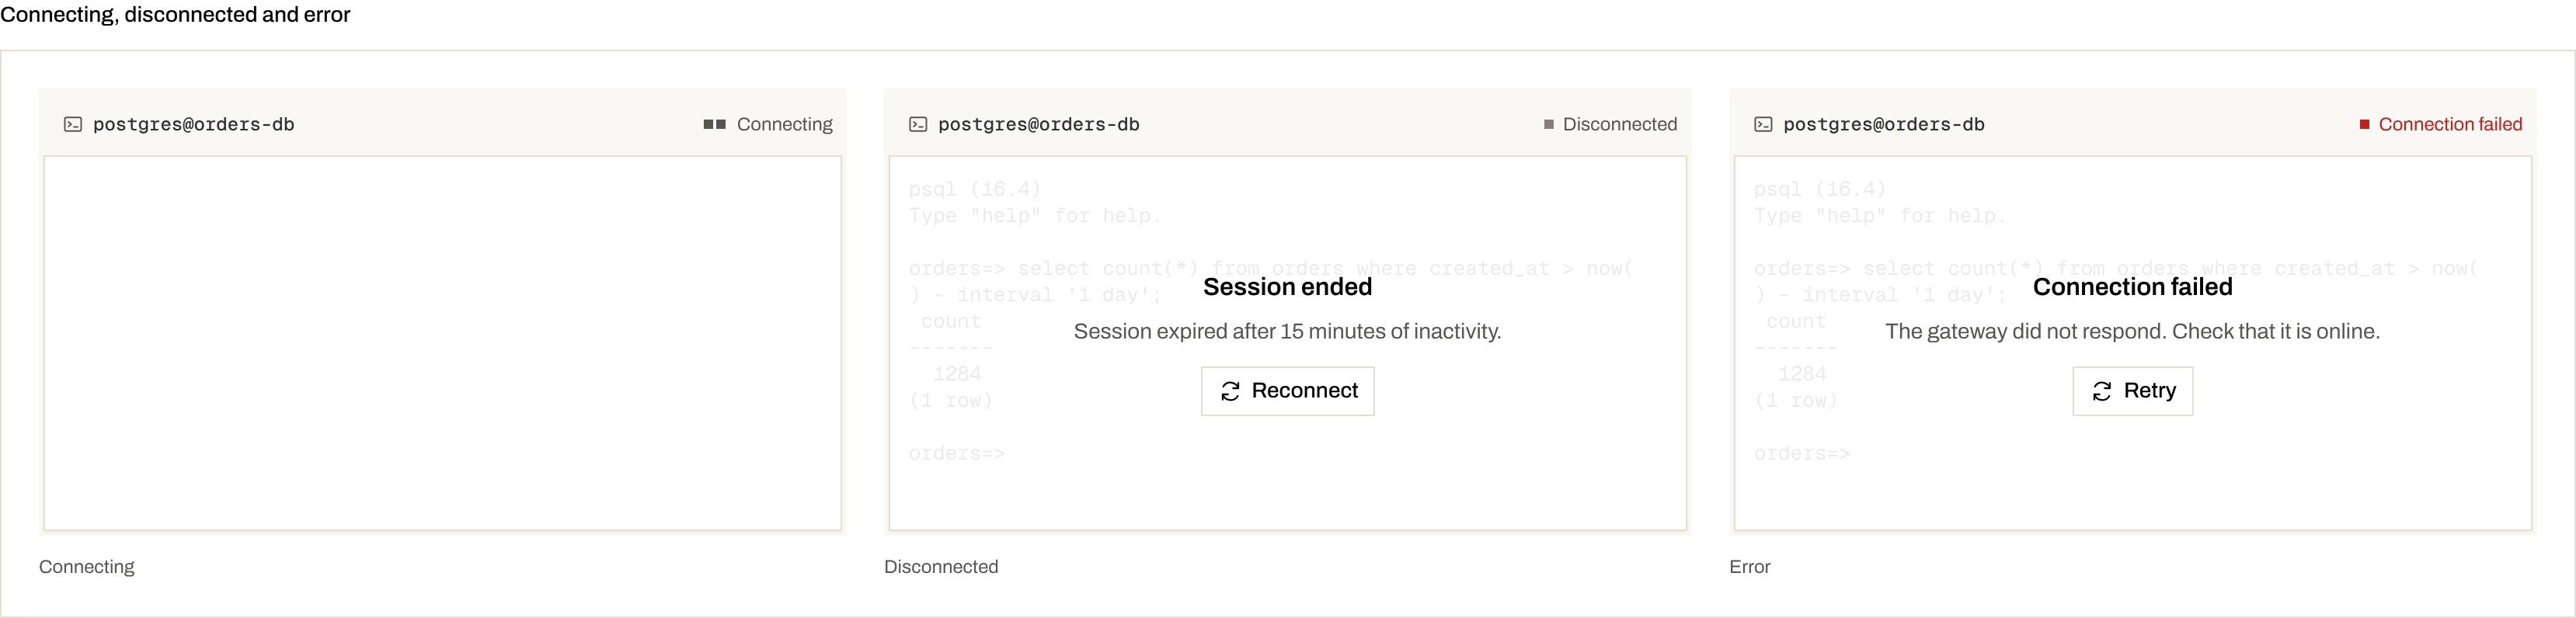 Connecting, disconnected and error
postgres@orders-db
Connecting
Connecting
postgres@orders-db
Disconnected
psql (16.4)
Type "help" for help.
orders=> select count(*) from orders where created_at > now(
) - interval '1 day';
 count
-------
  1284
(1 row)
orders=>
Session ended
Session expired after 15 minutes of inactivity.
Reconnect
Disconnected
postgres@orders-db
Connection failed
psql (16.4)
Type "help" for help.
orders=> select count(*) from orders where created_at > now(
) - interval '1 day';
 count
-------
  1284
(1 row)
orders=>
Connection failed
The gateway did not respond. Check that it is online.
Retry
Error